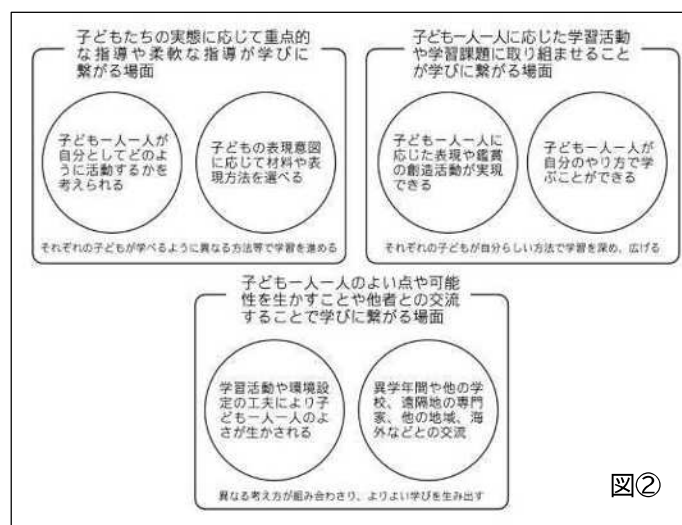 子どもたちの実態に応じて重点的
な指導や柔軟な指導が学びに
繋がる場面
子ども一人一人が
自分としてどのよ
うに活動するかを
考えられる
子どもの表現意図
に応じて材料や表
現方法を選べる
それぞれの子どもが学べるように異なる方法等で学習を進める
子ども一人一人に応じた学習活動
や学習課題に取り組ませること
が学びに繋がる場面
子ども一人一人に
応じた表現や鑑賞
の創造活動が実現
できる
子ども一人一人が
自分のやり方で学
ぶことができる
それぞれの子どもが自分らしい方法で学習を深め、広げる
子ども一人一人のよい点や可能
性を生かすことや他者との交流
することで学びに繋がる場面
学習活動や環境設
定の工夫により子
ども一人一人のよ
さが生かされる
異学年間や他の学
校、遠隔地の専門
家、他の地域、海
外などとの交流
異なる考え方が組み合わさり、よりよい学びを生み出す
図②